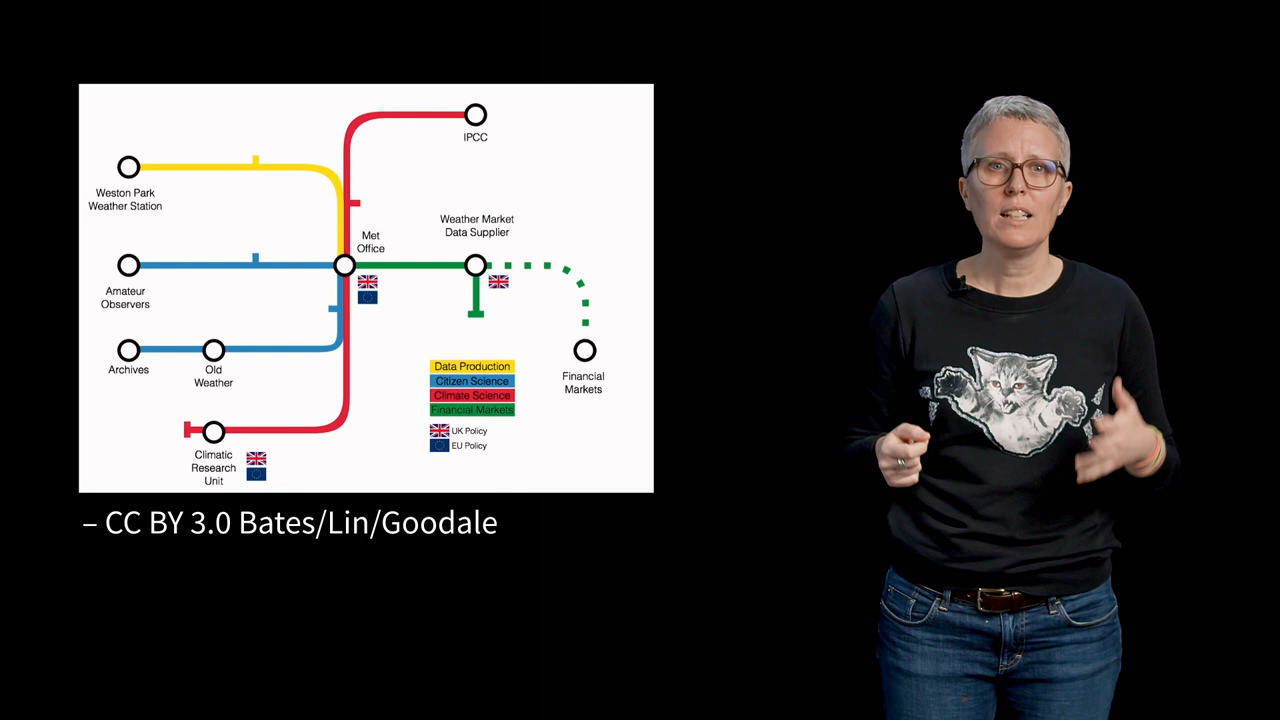 IPCC
Weston Park
Weather Station
Weather Market
Data Supplier
Met
Office
Amateur
Observers
Archives
Old
Weather
Financial
Markets
Data Production
Citizen Science
Climate Science
Financial Markets
UK Policy
EU Policy
Climatic
Research
Unit
– CC BY 3.0 Bates/Lin/Goodale